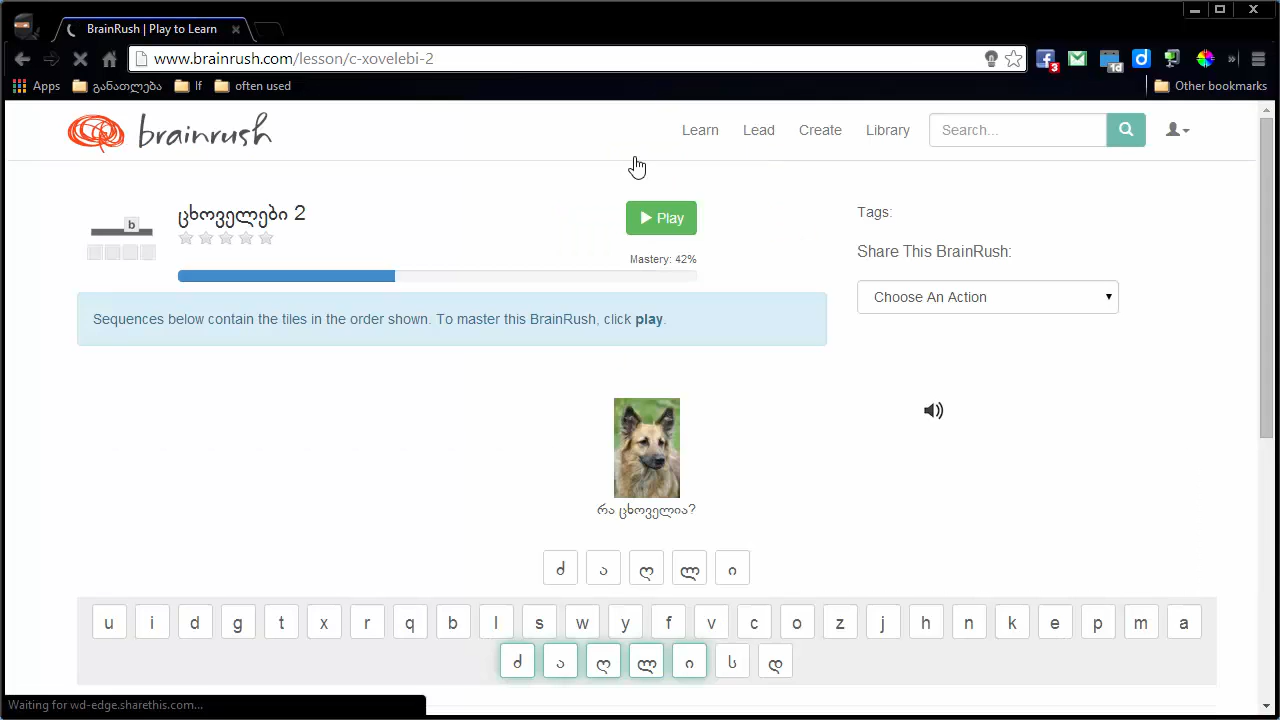 BrainRush | Play to Learn
www.brainrush.com/lesson/c-xovelebi-2
3
1d
d
»
Apps განათლება lf often used Other bookmarks
brainrush Learn Lead Create Library Search...
b
ცხოველები 2
Play
Mastery: 42%
Sequences below contain the tiles in the order shown. To master this BrainRush, click play.
Tags:
Share This BrainRush:
Choose An Action
რა ცხოველია?
ძ ა ღ ლ ი
u i d g t x r q b l s w y f v c o z j h n k e p m a
ძ ა ღ ლ ი ს დ
Waiting for wd-edge.sharethis.com...